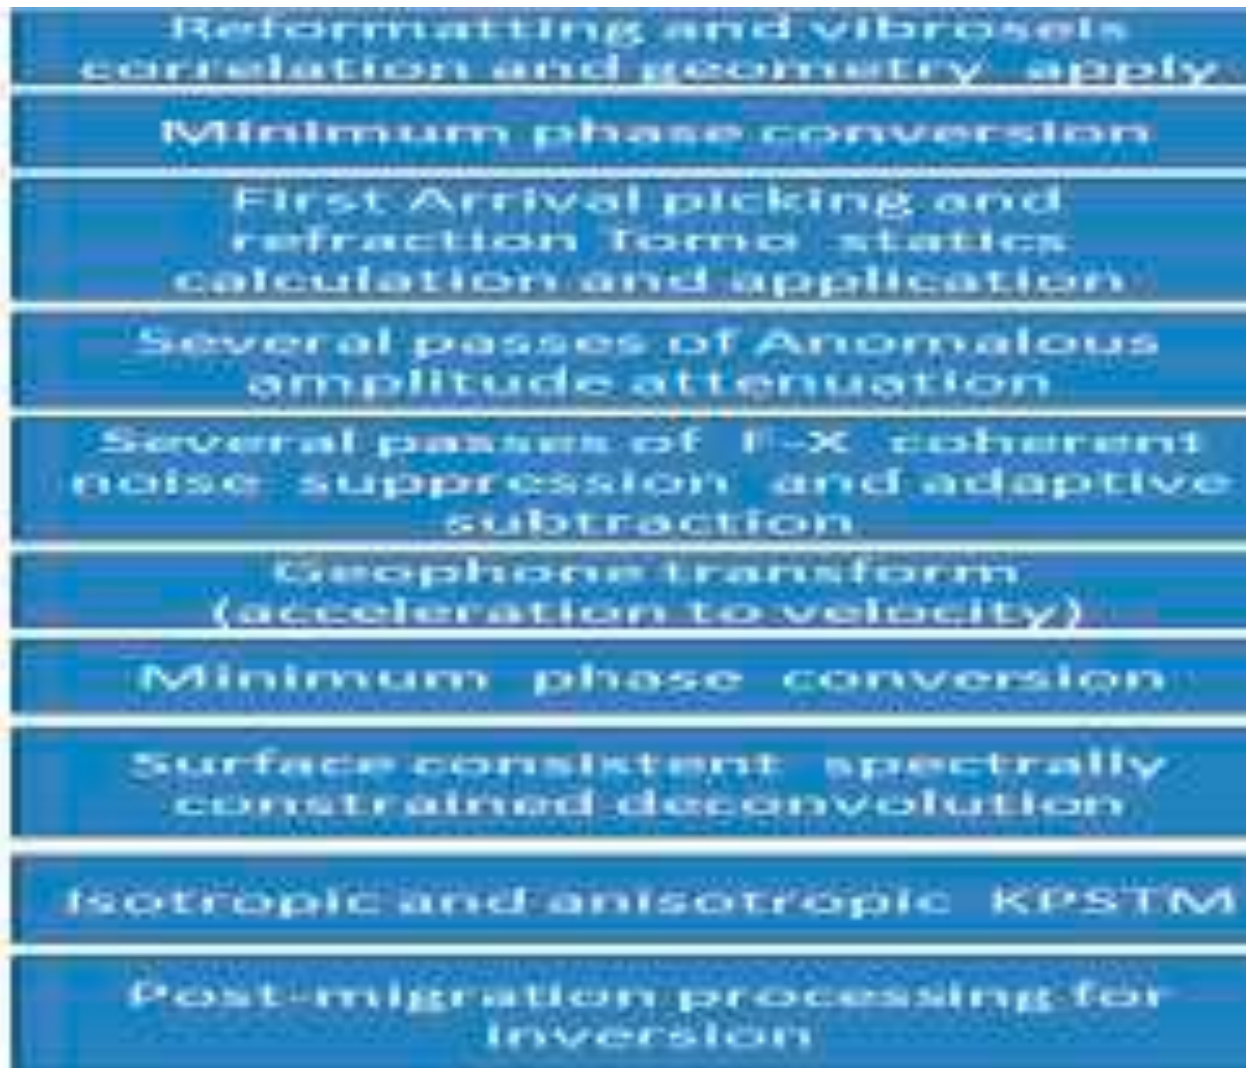 Reformatting and vibroseis
correlation and geometry apply
Minimum phase conversion
First Arrival picking and
refraction Tomo statics
calculation and application
Several passes of Anomalous
amplitude attenuation
Several passes of F-X coherent
noise suppression and adaptive
subtraction
Geophone transform
(acceleration to velocity)
Minimum phase conversion
Surface consistent spectrally
constrained deconvolution
Isotropic and anisotropic KPSTM
Post-migration processing for
inversion